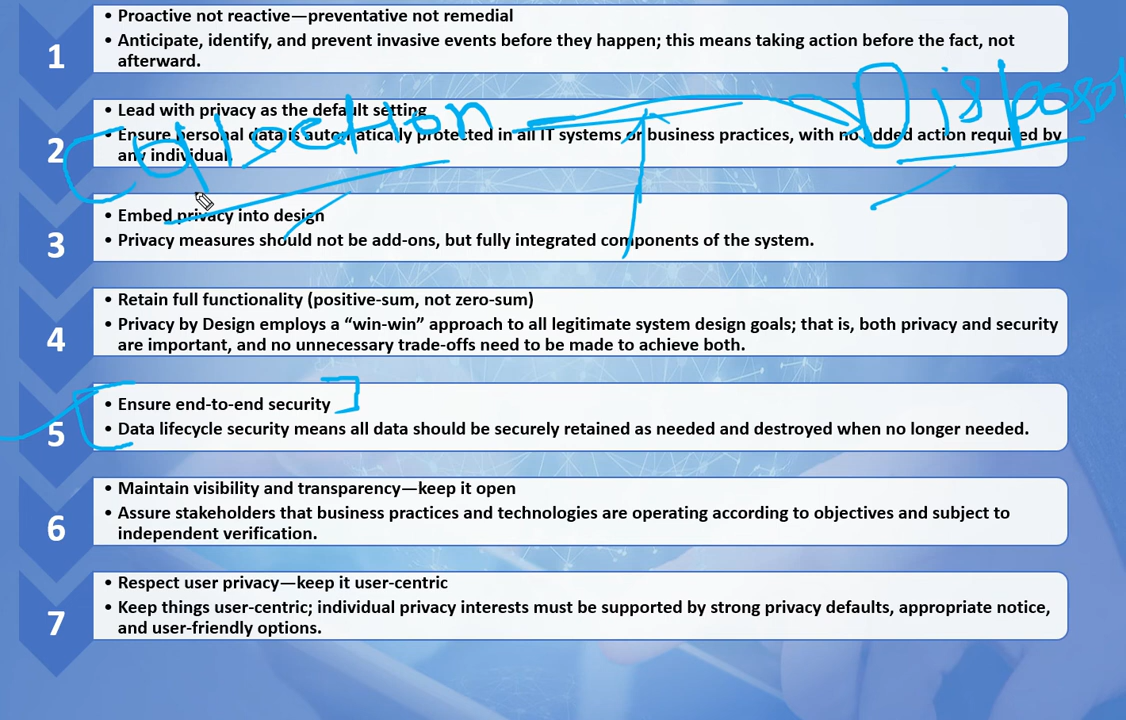 1
• Proactive not reactive—preventative not remedial
• Anticipate, identify, and prevent invasive events before they happen; this means taking action before the fact, not
afterward.
2
• Lead with privacy as the default setting
• Ensure personal data is automatically protected in all IT systems or business practices, with no added action required by
any individual.
3
• Embed privacy into design
• Privacy measures should not be add-ons, but fully integrated components of the system.
4
• Retain full functionality (positive-sum, not zero-sum)
• Privacy by Design employs a “win-win” approach to all legitimate system design goals; that is, both privacy and security
are important, and no unnecessary trade-offs need to be made to achieve both.
5
• Ensure end-to-end security
• Data lifecycle security means all data should be securely retained as needed and destroyed when no longer needed.
6
• Maintain visibility and transparency—keep it open
• Assure stakeholders that business practices and technologies are operating according to objectives and subject to
independent verification.
7
• Respect user privacy—keep it user-centric
• Keep things user-centric; individual privacy interests must be supported by strong privacy defaults, appropriate notice,
and user-friendly options.